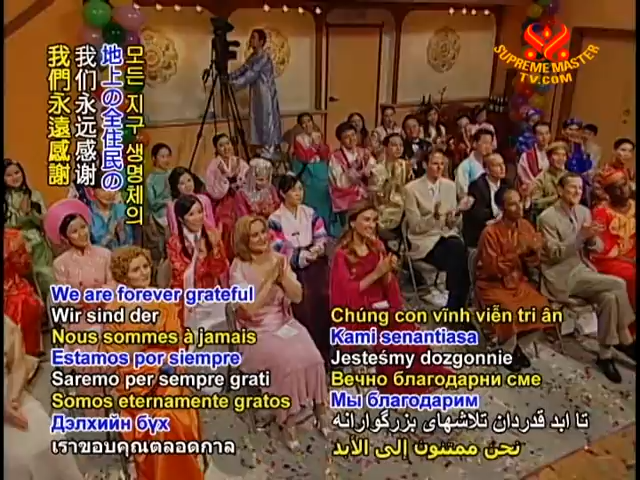 SUPREME MASTER
TV.COM
我們永遠感謝
我们永远感谢
地上の全住民の
모든 지구 생명체의
We are forever grateful
Wir sind der
Nous sommes à jamais
Estamos por siempre
Saremo per sempre grati
Somos eternamente gratos
Дэлхийн бүх
เราขอบคุณตลอดกาล
Chúng con vĩnh viễn tri ân
Kami senantiasa
Jesteśmy dozgonnie
Вечно благодарни сме
Мы благодарим
تا ابد قدردان تلاشهای بزرگوارانه
نحن ممتنون إلى الأبد